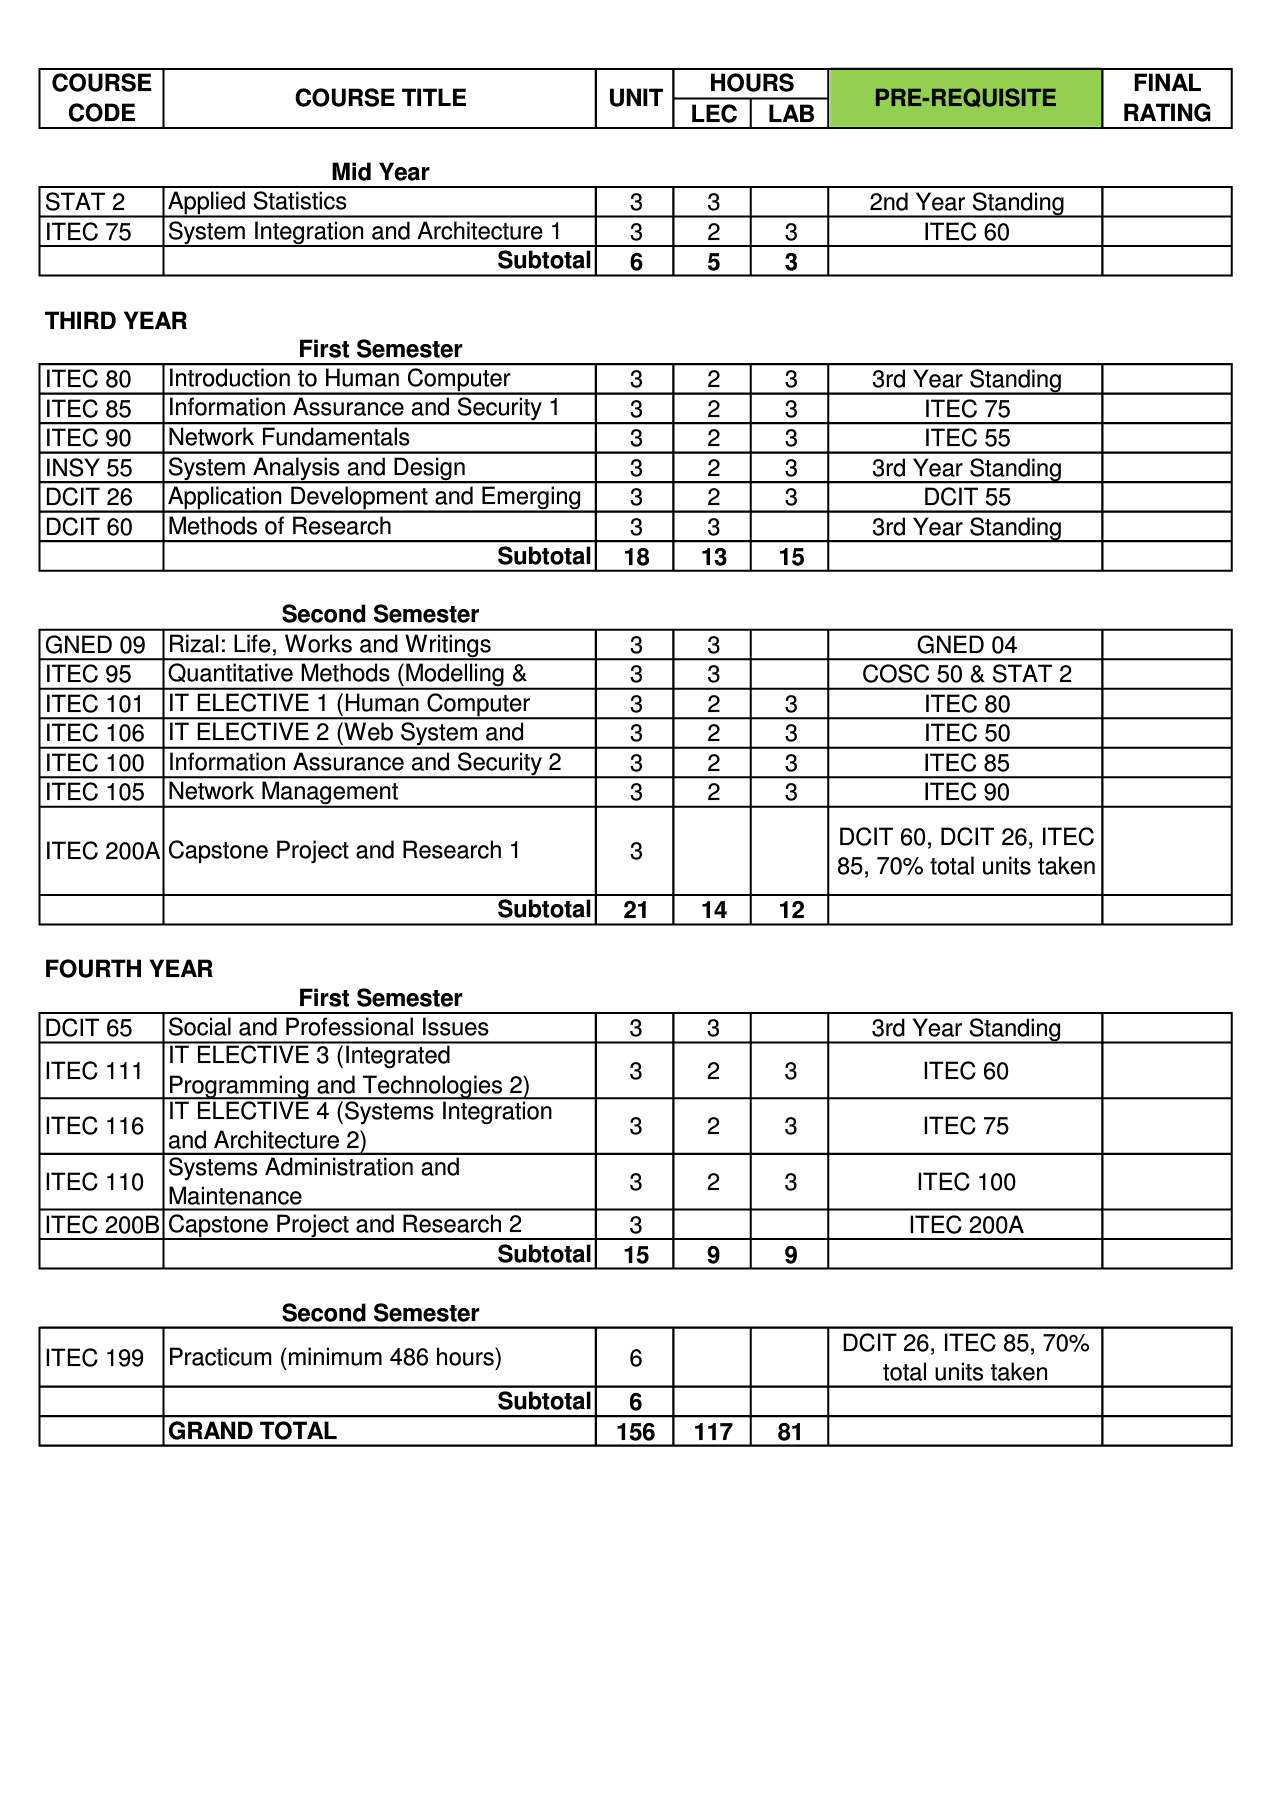 COURSE CODE COURSE TITLE UNIT HOURS LEC LAB PRE-REQUISITE FINAL RATING
Mid Year
STAT 2 Applied Statistics 3 3 2nd Year Standing
ITEC 75 System Integration and Architecture 1 3 2 3 ITEC 60
Subtotal 6 5 3
THIRD YEAR
First Semester
ITEC 80 Introduction to Human Computer 3 2 3 3rd Year Standing
ITEC 85 Information Assurance and Security 1 3 2 3 ITEC 75
ITEC 90 Network Fundamentals 3 2 3 ITEC 55
INSY 55 System Analysis and Design 3 2 3 3rd Year Standing
DCIT 26 Application Development and Emerging 3 2 3 DCIT 55
DCIT 60 Methods of Research 3 3 3rd Year Standing
Subtotal 18 13 15
Second Semester
GNED 09 Rizal: Life, Works and Writings 3 3 GNED 04
ITEC 95 Quantitative Methods (Modelling & 3 3 COSC 50 & STAT 2
ITEC 101 IT ELECTIVE 1 (Human Computer 3 2 3 ITEC 80
ITEC 106 IT ELECTIVE 2 (Web System and 3 2 3 ITEC 50
ITEC 100 Information Assurance and Security 2 3 2 3 ITEC 85
ITEC 105 Network Management 3 2 3 ITEC 90
ITEC 200A Capstone Project and Research 1 3 DCIT 60, DCIT 26, ITEC
85, 70% total units taken
Subtotal 21 14 12
FOURTH YEAR
First Semester
DCIT 65 Social and Professional Issues 3 3 3rd Year Standing
ITEC 111 IT ELECTIVE 3 (Integrated
Programming and Technologies 2) 3 2 3 ITEC 60
ITEC 116 IT ELECTIVE 4 (Systems Integration
and Architecture 2) 3 2 3 ITEC 75
ITEC 110 Systems Administration and
Maintenance 3 2 3 ITEC 100
ITEC 200B Capstone Project and Research 2 3 ITEC 200A
Subtotal 15 9 9
Second Semester
ITEC 199 Practicum (minimum 486 hours) 6 DCIT 26, ITEC 85, 70%
total units taken
Subtotal 6
GRAND TOTAL 156 117 81